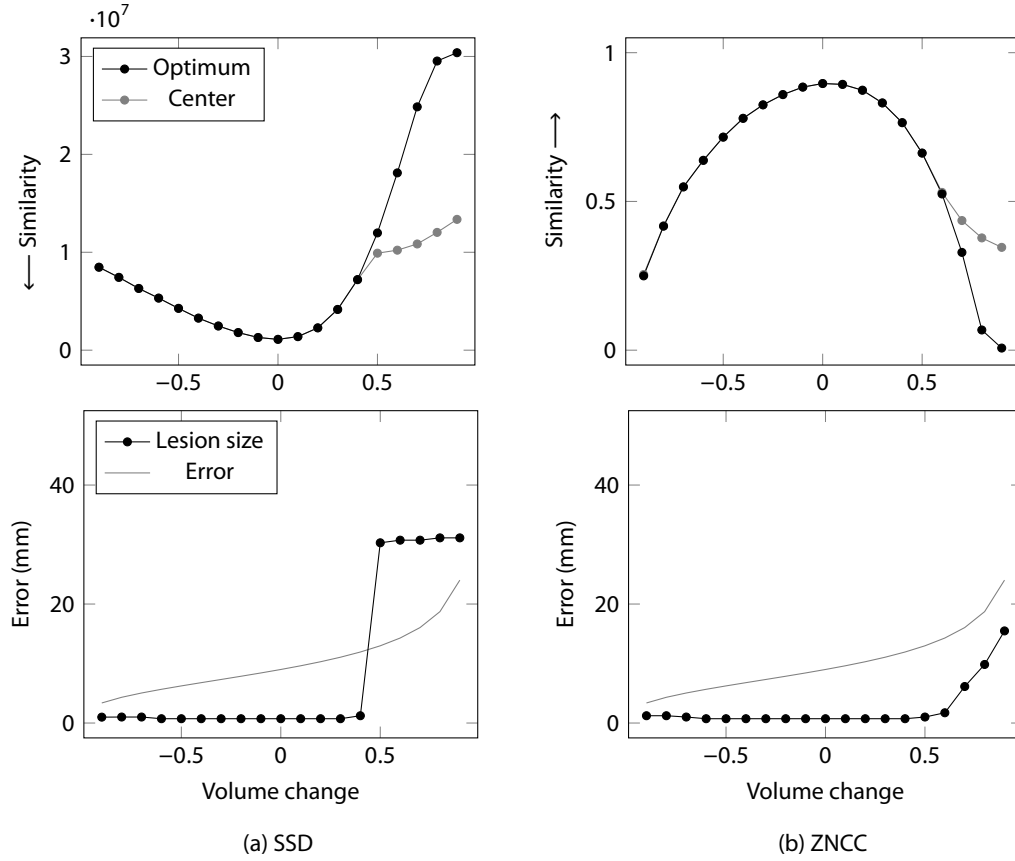 ·10⁷
3
2
1
0
← Similarity
Optimum
Center
−0.5
0
0.5
1
0.5
0
Similarity →
−0.5
0
0.5
40
20
0
Error (mm)
Lesion size
Error
−0.5
0
0.5
Volume change
(a) SSD
40
20
0
Error (mm)
−0.5
0
0.5
Volume change
(b) ZNCC